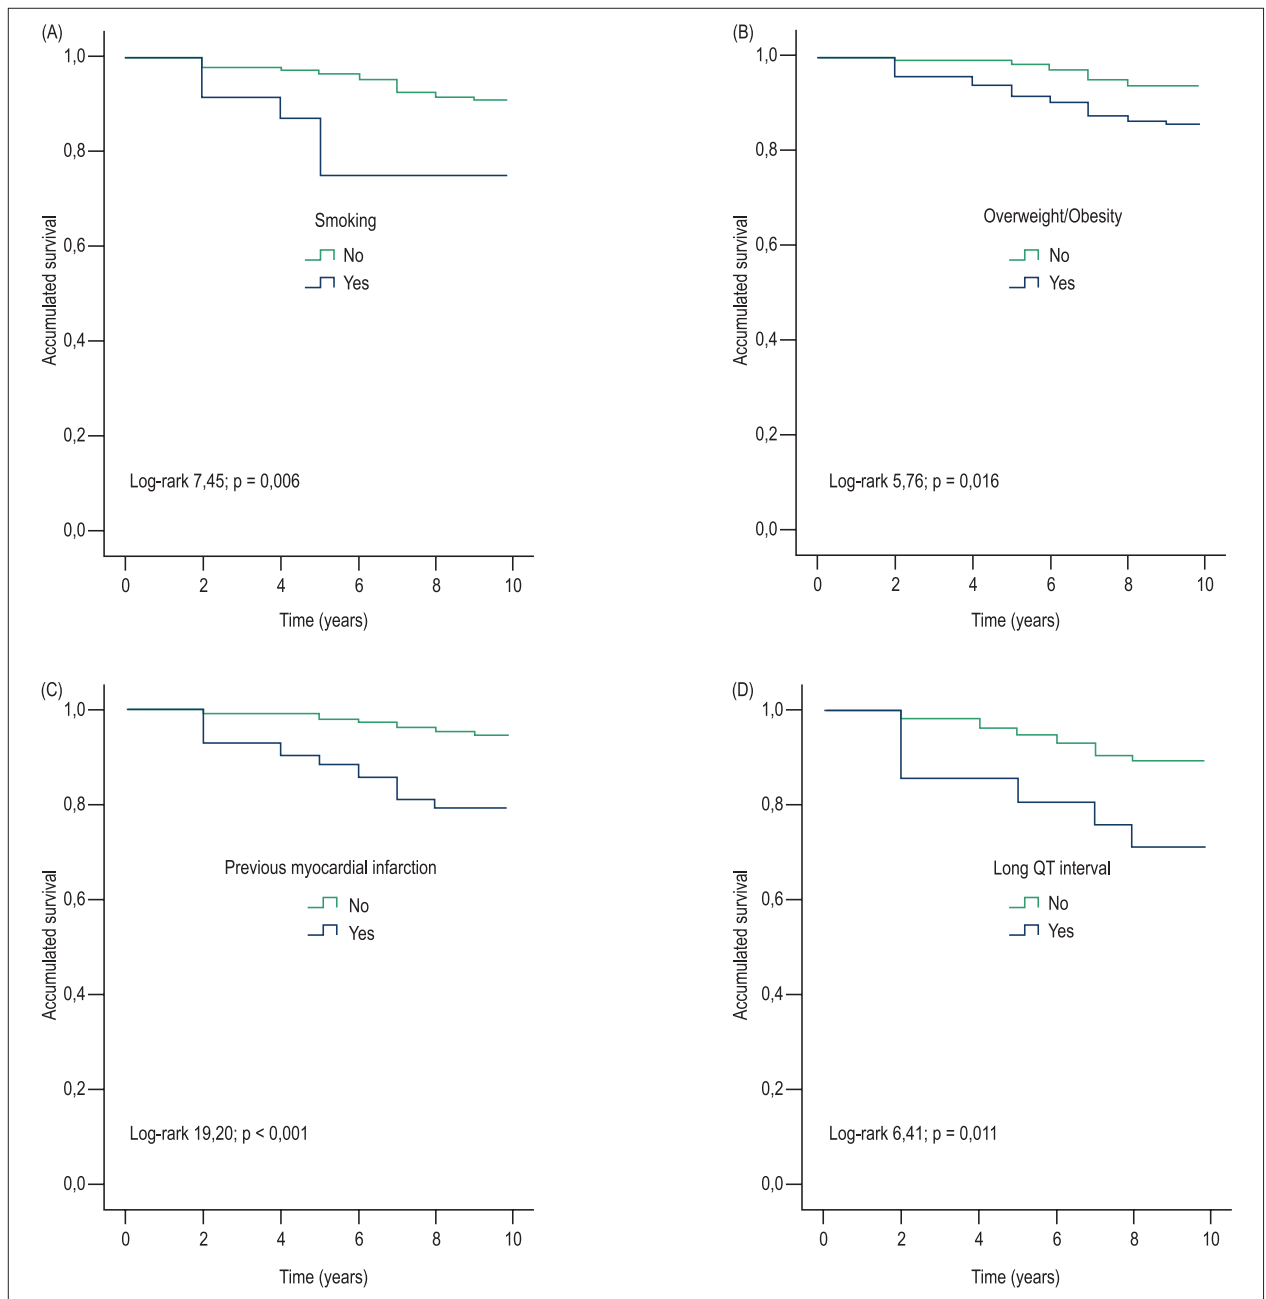 (A)
1,0
0,8
0,6
0,4
0,2
0,0
Accumulated survival
Smoking
No
Yes
Log-rank 7,45; p = 0,006
0 2 4 6 8 10
Time (years)
(B)
1,0
0,8
0,6
0,4
0,2
0,0
Accumulated survival
Overweight/Obesity
No
Yes
Log-rank 5,76; p = 0,016
0 2 4 6 8 10
Time (years)
(C)
1,0
0,8
0,6
0,4
0,2
0,0
Accumulated survival
Previous myocardial infarction
No
Yes
Log-rank 19,20; p < 0,001
0 2 4 6 8 10
Time (years)
(D)
1,0
0,8
0,6
0,4
0,2
0,0
Accumulated survival
Long QT interval
No
Yes
Log-rank 6,41; p = 0,011
0 2 4 6 8 10
Time (years)